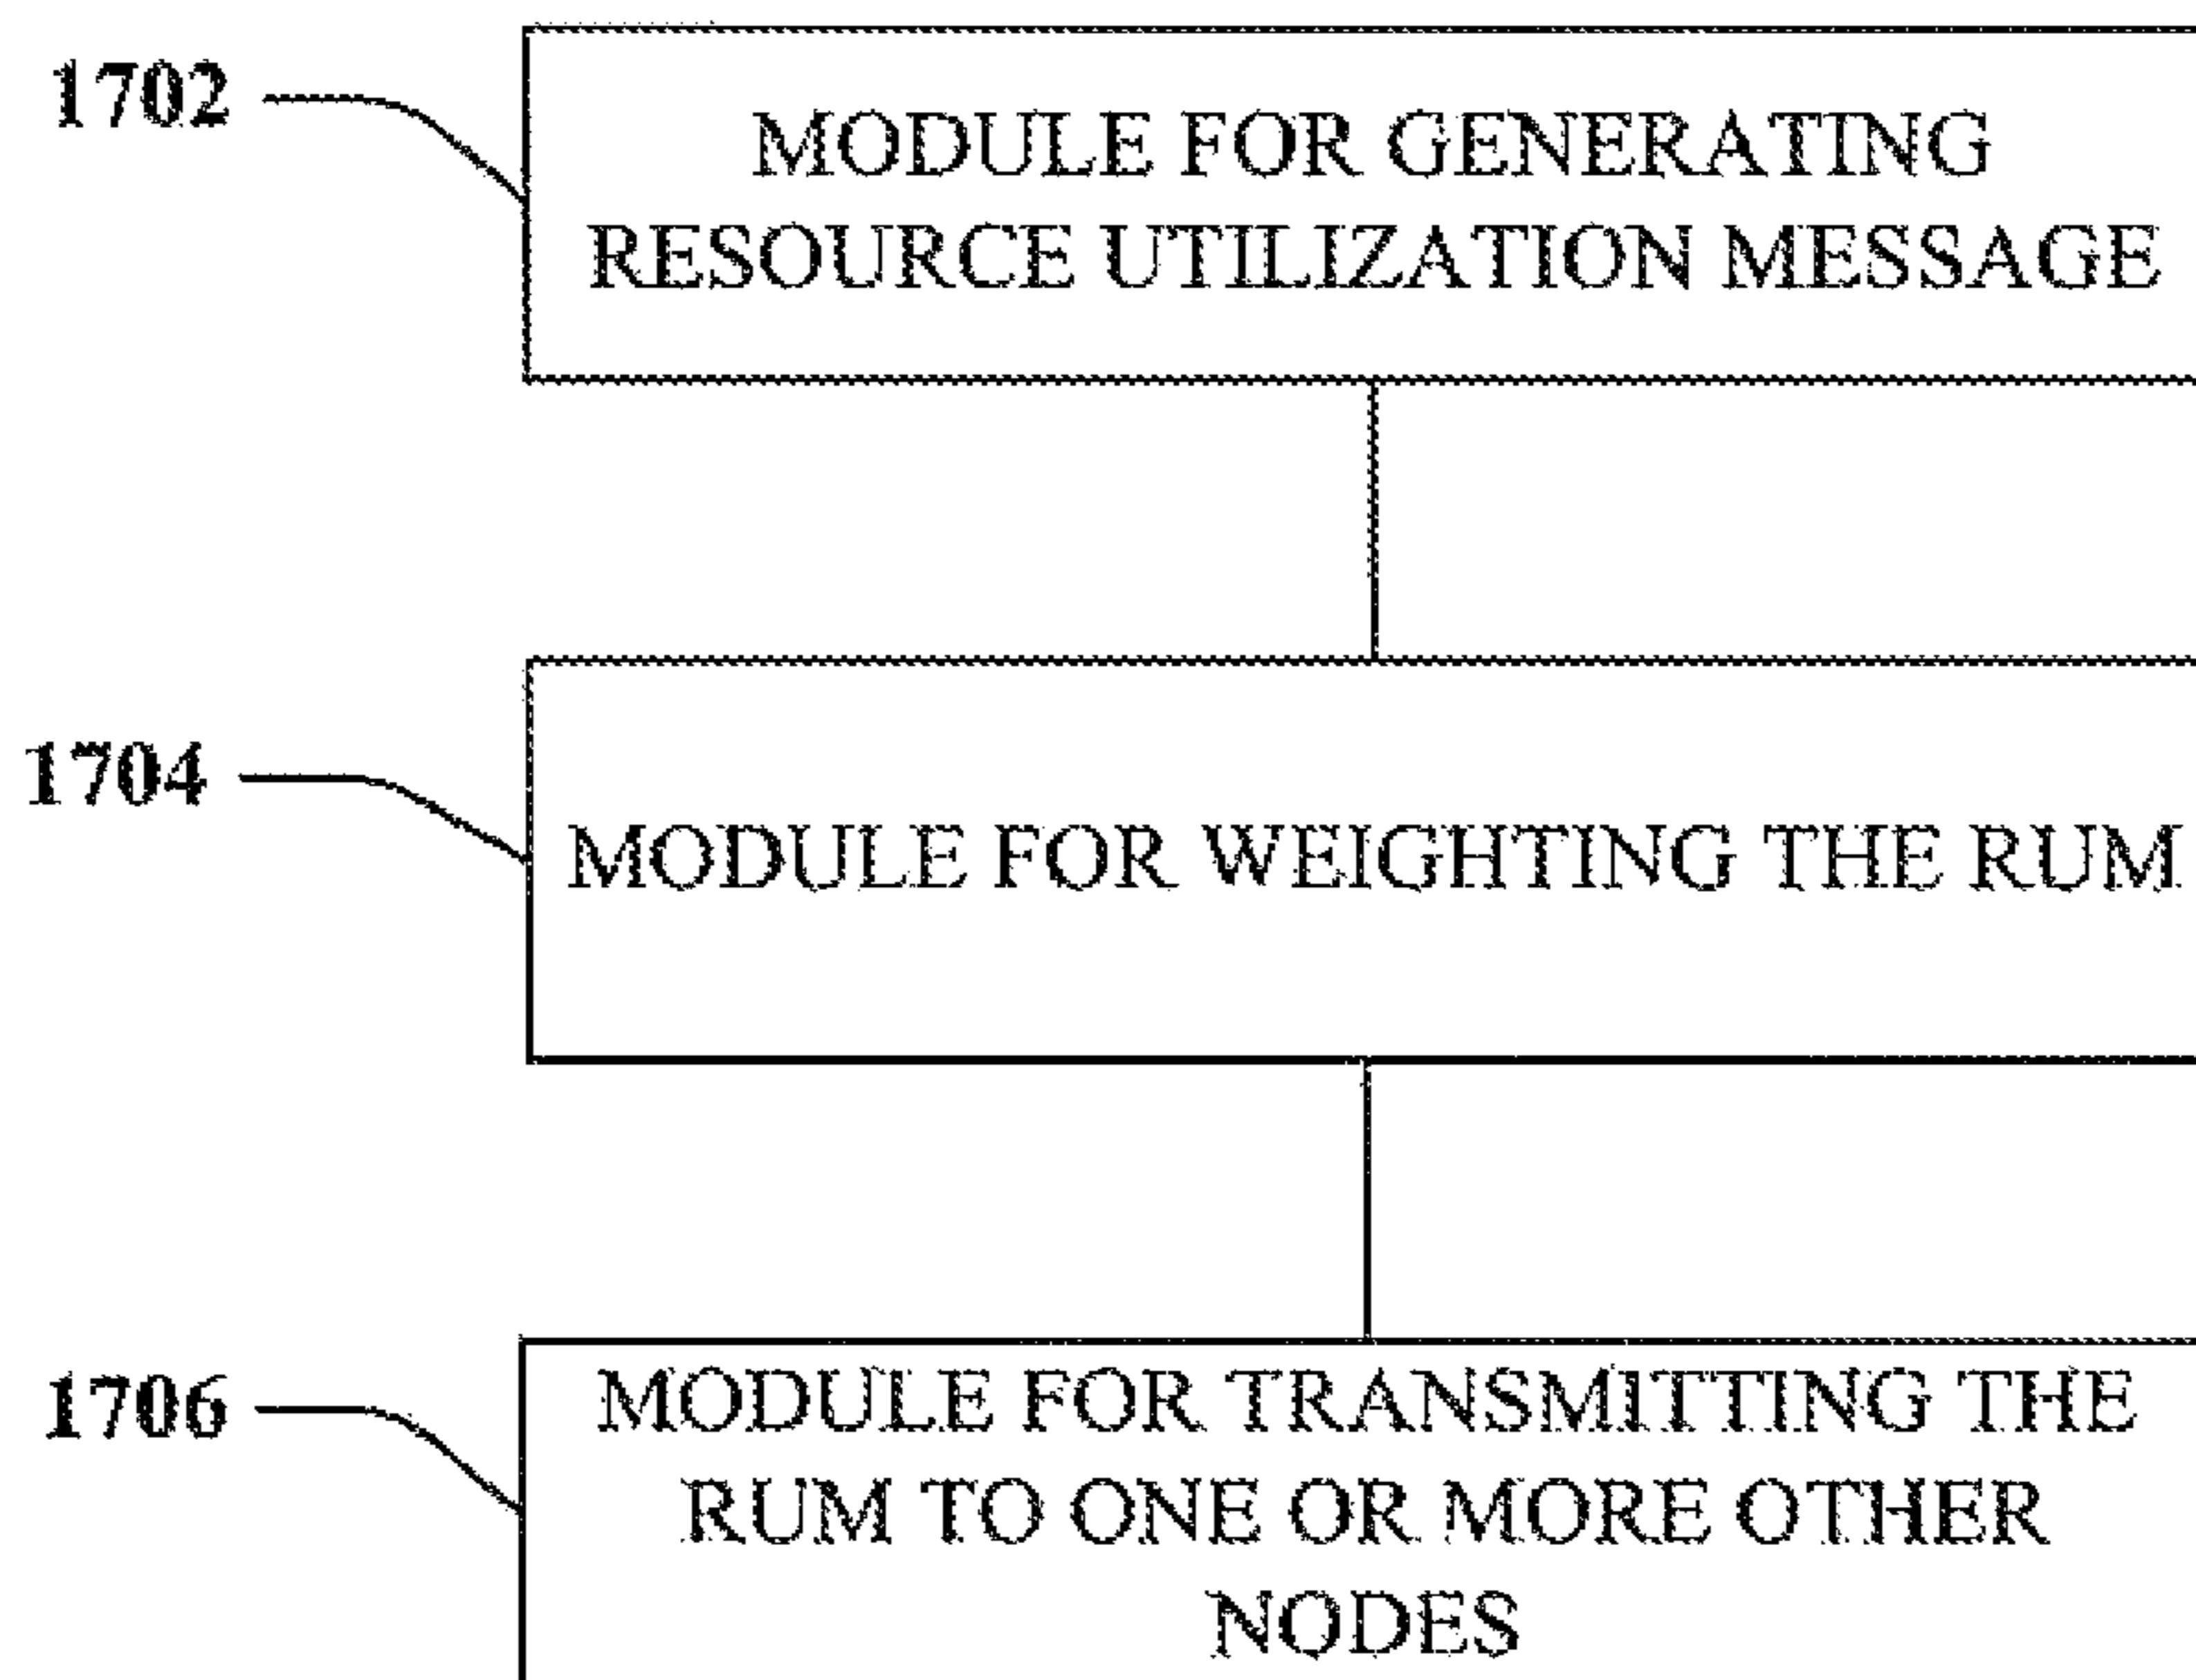 1702
MODULE FOR GENERATING
RESOURCE UTILIZATION MESSAGE
1704
MODULE FOR WEIGHTING THE RUM
1706
MODULE FOR TRANSMITTING THE
RUM TO ONE OR MORE OTHER
NODES